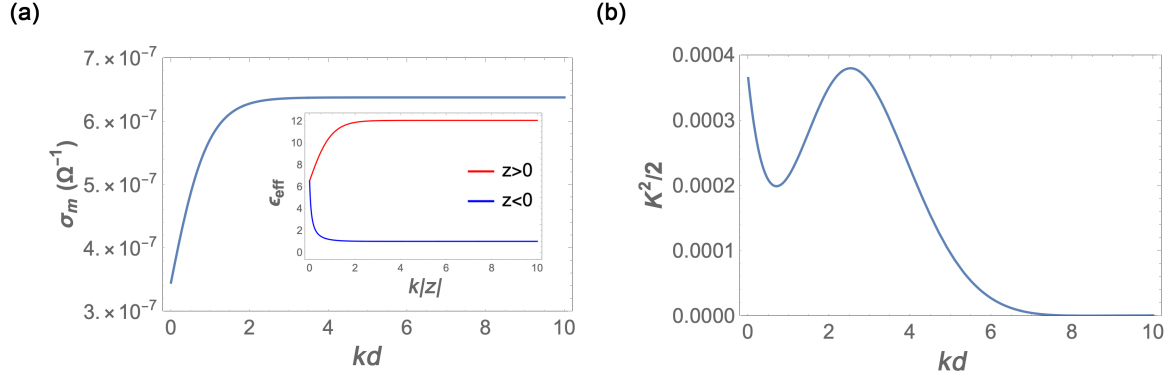 (a)
7.×10⁻⁷
6.×10⁻⁷
5.×10⁻⁷
4.×10⁻⁷
3.×10⁻⁷
σₘ (Ω⁻¹)
0 2 4 6 8 10
kd
12
10
8
6
4
2
0
ϵeff
z>0
z<0
0 2 4 6 8 10
k|z|
(b)
0.0004
0.0003
0.0002
0.0001
0.0000
K²/2
0 2 4 6 8 10
kd